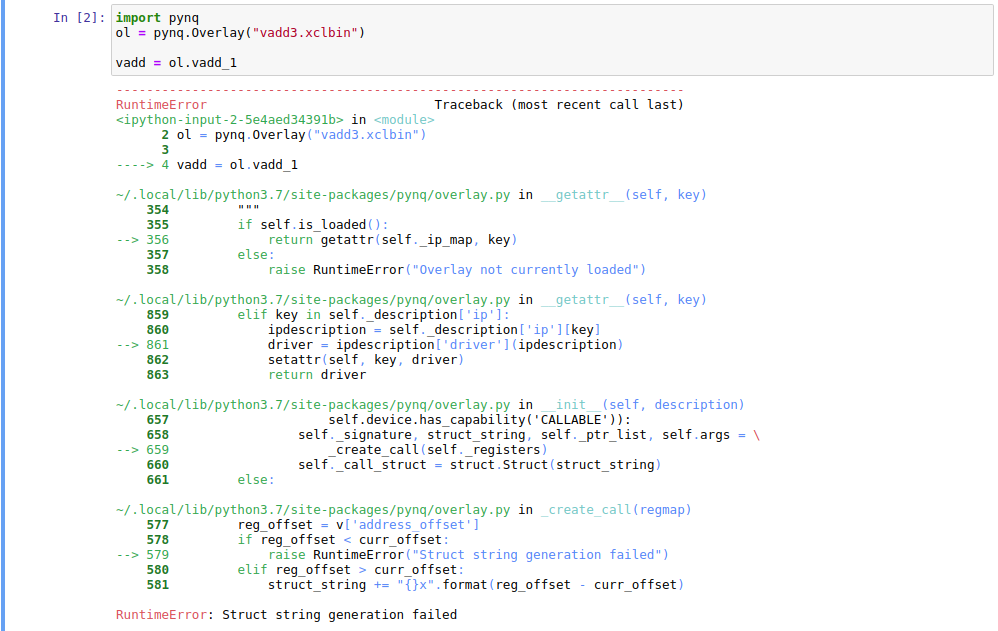 In [2]: import pynq
ol = pynq.Overlay("vadd3.xclbin")
vadd = ol.vadd_1
---------------------------------------------------------------------------
RuntimeError                              Traceback (most recent call last)
<ipython-input-2-5e4aed34391b> in <module>
      2 ol = pynq.Overlay("vadd3.xclbin")
      3
----> 4 vadd = ol.vadd_1
~/.local/lib/python3.7/site-packages/pynq/overlay.py in __getattr__(self, key)
    354         """
    355         if self.is_loaded():
--> 356             return getattr(self._ip_map, key)
    357         else:
    358             raise RuntimeError("Overlay not currently loaded")
~/.local/lib/python3.7/site-packages/pynq/overlay.py in __getattr__(self, key)
    859         elif key in self._description['ip']:
    860             ipdescription = self._description['ip'][key]
--> 861             driver = ipdescription['driver'](ipdescription)
    862             setattr(self, key, driver)
    863             return driver
~/.local/lib/python3.7/site-packages/pynq/overlay.py in __init__(self, description)
    657                     self.device.has_capability('CALLABLE')):
    658                 self._signature, struct_string, self._ptr_list, self.args = \
--> 659                     _create_call(self._registers)
    660                 self._call_struct = struct.Struct(struct_string)
    661         else:
~/.local/lib/python3.7/site-packages/pynq/overlay.py in _create_call(regmap)
    577         reg_offset = v['address_offset']
    578         if reg_offset < curr_offset:
--> 579             raise RuntimeError("Struct string generation failed")
    580         elif reg_offset > curr_offset:
    581             struct_string += "{}x".format(reg_offset - curr_offset)
RuntimeError: Struct string generation failed